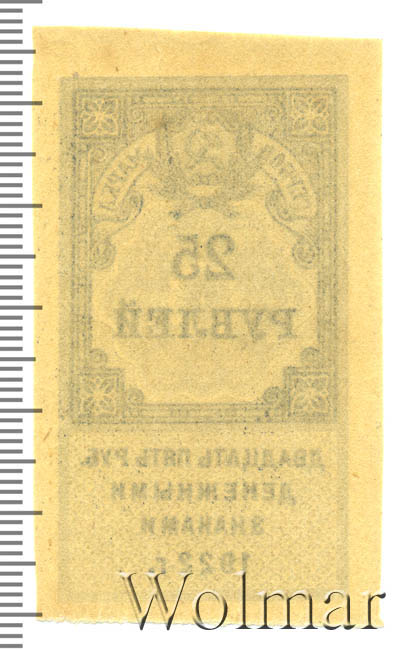 25
РУБЛЕЙ
ДВАДЦАТЬ ПЯТЬ РУБ.
ДЕНЕЖНЫМИ
ЗНАКАМИ
1922 г.
Wolmar